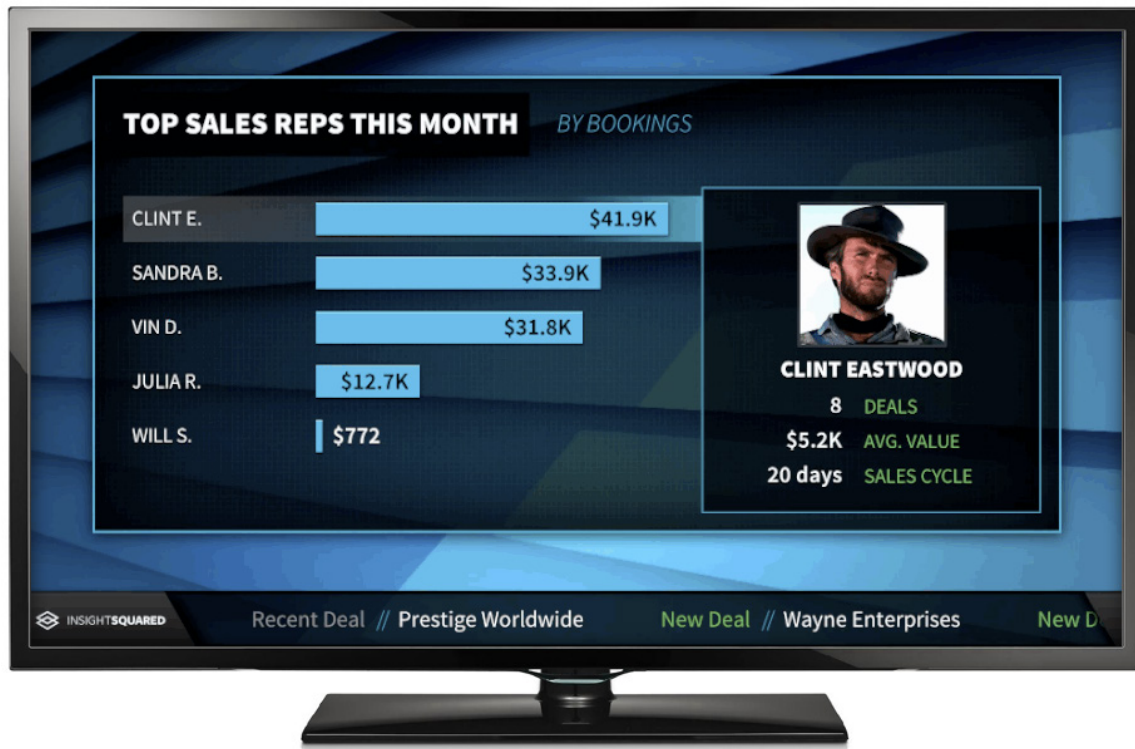 TOP SALES REPS THIS MONTH BY BOOKINGS
CLINT E. $41.9K
SANDRA B. $33.9K
VIN D. $31.8K
JULIA R. $12.7K
WILL S. $772
CLINT EASTWOOD
8 DEALS
$5.2K AVG. VALUE
20 days SALES CYCLE
INSIGHTSQUARED Recent Deal // Prestige Worldwide New Deal // Wayne Enterprises New D